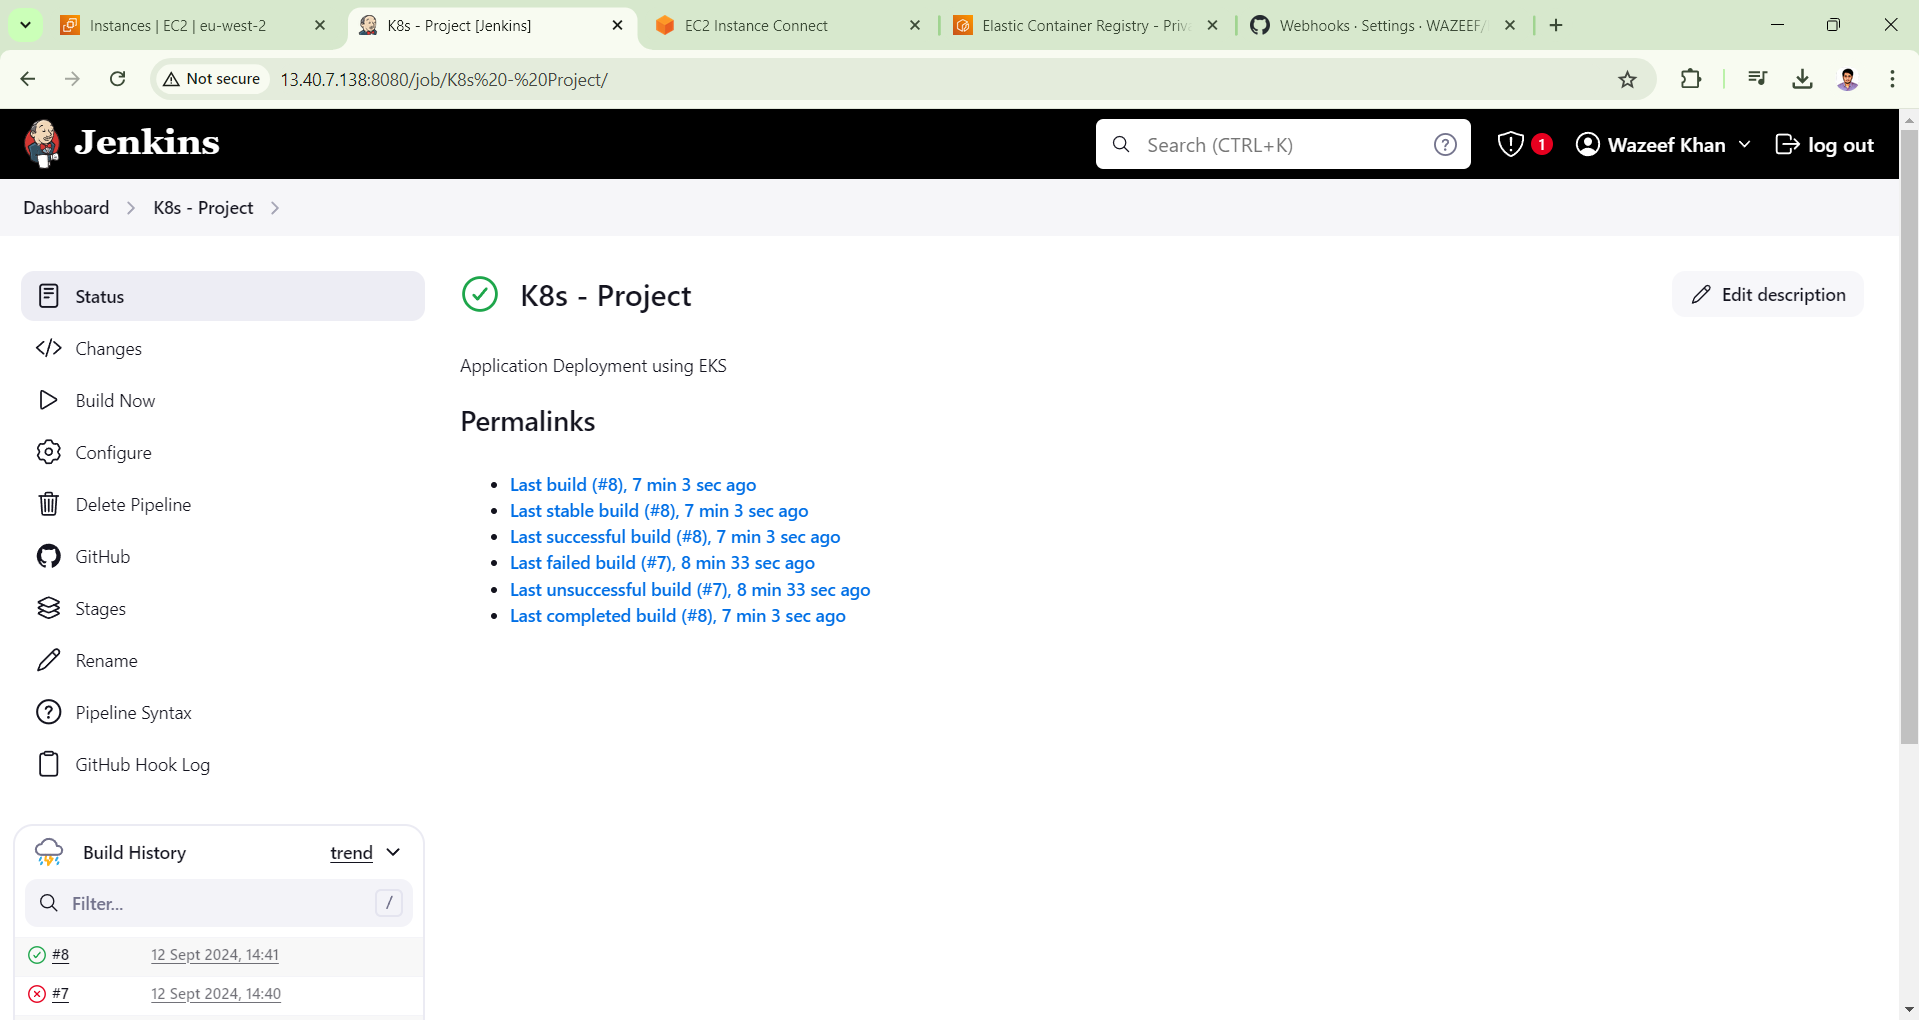 Instances | EC2 | eu-west-2
K8s - Project [Jenkins]
EC2 Instance Connect
Elastic Container Registry - Priva
Webhooks · Settings · WAZEEF/
Not secure
13.40.7.138:8080/job/K8s%20-%20Project/
Jenkins
Search (CTRL+K)
?
1
Wazeef Khan
log out
Dashboard
K8s - Project
Status
Changes
Build Now
Configure
Delete Pipeline
GitHub
Stages
Rename
Pipeline Syntax
GitHub Hook Log
K8s - Project
Edit description
Application Deployment using EKS
Permalinks
Last build (#8), 7 min 3 sec ago
Last stable build (#8), 7 min 3 sec ago
Last successful build (#8), 7 min 3 sec ago
Last failed build (#7), 8 min 33 sec ago
Last unsuccessful build (#7), 8 min 33 sec ago
Last completed build (#8), 7 min 3 sec ago
Build History
trend
Filter...
/
#8 12 Sept 2024, 14:41
#7 12 Sept 2024, 14:40